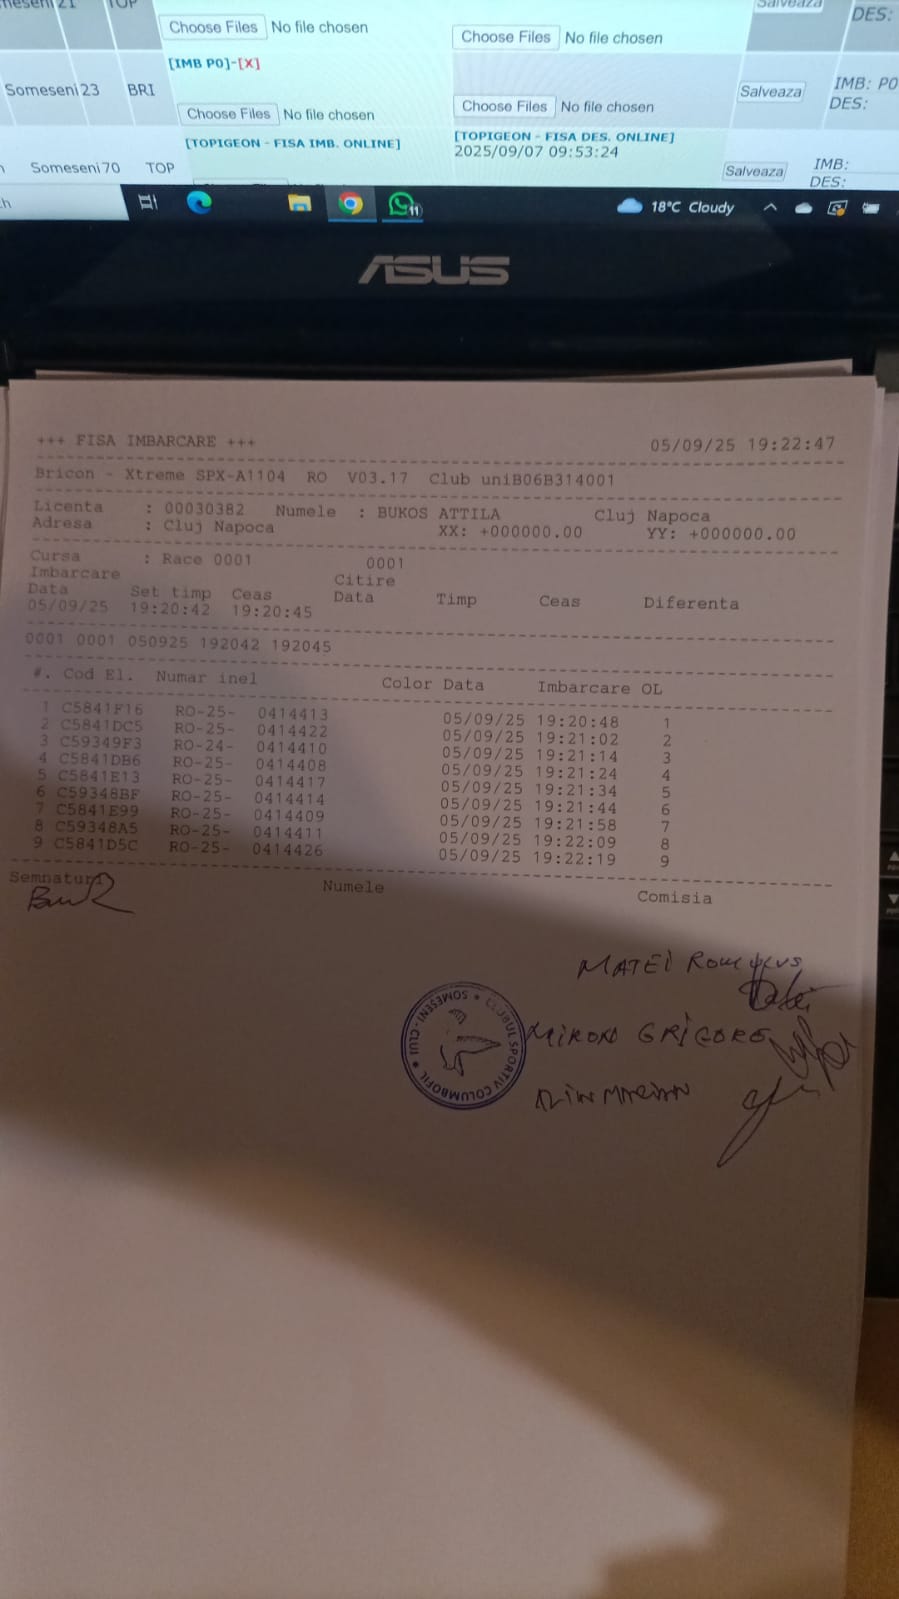 Someseni21 TOP
Choose Files No file chosen
Choose Files No file chosen
Salveaza
DES:
[IMB P0]-[X]
Someseni23 BRI
Choose Files No file chosen
Choose Files No file chosen
Salveaza
IMB: P0
DES:
[TOPIGEON - FISA IMB. ONLINE]
[TOPIGEON - FISA DES. ONLINE]
2025/09/07 09:53:24
Someseni70 TOP
Salveaza
IMB:
DES:
11
18°C Cloudy
ASUS
+++ FISA IMBARCARE +++ 05/09/25 19:22:47
Bricon - Xtreme SPX-A1104 RO V03.17 Club uniB06B314001
Licenta : 00030382 Numele : BUKOS ATTILA Cluj Napoca
Adresa : Cluj Napoca XX: +000000.00 YY: +000000.00
Cursa : Race 0001 0001
Imbarcare Citire
Data Set timp Ceas Data Timp Ceas Diferenta
05/09/25 19:20:42 19:20:45
0001 0001 050925 192042 192045
#. Cod El. Numar inel Color Data Imbarcare OL
1 C5841F16 RO-25- 0414413 05/09/25 19:20:48 1
2 C5841DC5 RO-25- 0414422 05/09/25 19:21:02 2
3 C59349F3 RO-24- 0414410 05/09/25 19:21:14 3
4 C5841DB6 RO-25- 0414408 05/09/25 19:21:24 4
5 C5841E13 RO-25- 0414417 05/09/25 19:21:34 5
6 C59348BF RO-25- 0414414 05/09/25 19:21:44 6
7 C5841E99 RO-25- 0414409 05/09/25 19:21:58 7
8 C59348A5 RO-25- 0414411 05/09/25 19:22:09 8
9 C5841D5C RO-25- 0414426 05/09/25 19:22:19 9
Semnaturi Numele Comisia
MATEI
CLUBUL SPORTIV COLUMBOFIL * SOMESENI-CLUJ *
MIRON GRIGORE
ALIN MARIAN